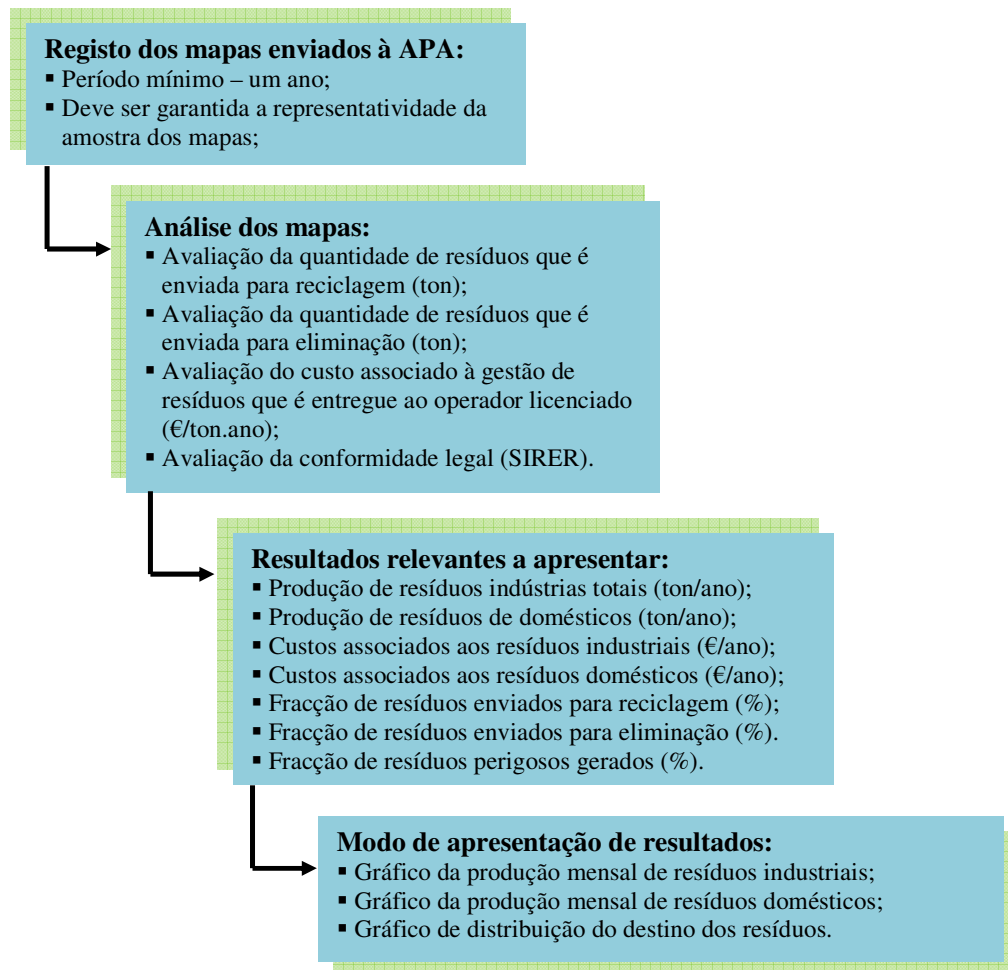 Registo dos mapas enviados à APA:
▪ Período mínimo – um ano;
▪ Deve ser garantida a representatividade da
amostra dos mapas;
Análise dos mapas:
▪ Avaliação da quantidade de resíduos que é
enviada para reciclagem (ton);
▪ Avaliação da quantidade de resíduos que é
enviada para eliminação (ton);
▪ Avaliação do custo associado à gestão de
resíduos que é entregue ao operador licenciado
(€/ton.ano);
▪ Avaliação da conformidade legal (SIRER).
Resultados relevantes a apresentar:
▪ Produção de resíduos indústrias totais (ton/ano);
▪ Produção de resíduos de domésticos (ton/ano);
▪ Custos associados aos resíduos industriais (€/ano);
▪ Custos associados aos resíduos domésticos (€/ano);
▪ Fracção de resíduos enviados para reciclagem (%);
▪ Fracção de resíduos enviados para eliminação (%).
▪ Fracção de resíduos perigosos gerados (%).
Modo de apresentação de resultados:
▪ Gráfico da produção mensal de resíduos industriais;
▪ Gráfico da produção mensal de resíduos domésticos;
▪ Gráfico de distribuição do destino dos resíduos.